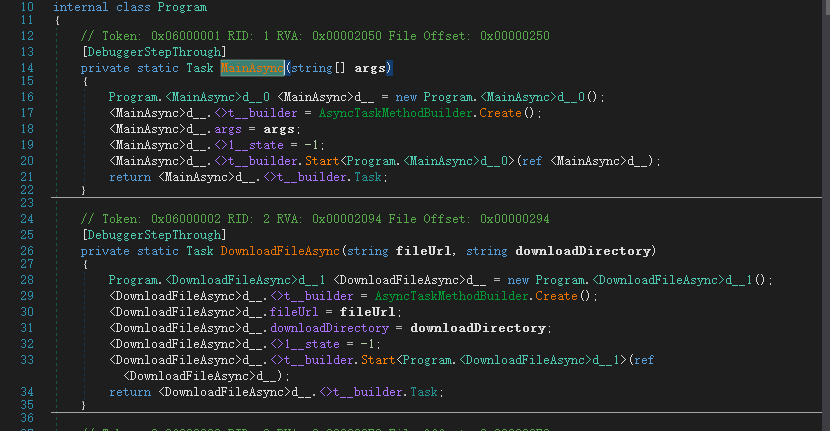 10 internal class Program
11 {
12 // Token: 0x06000001 RID: 1 RVA: 0x00002050 File Offset: 0x00000250
13 [DebuggerStepThrough]
14 private static Task MainAsync(string[] args)
15 {
16 Program.<MainAsync>d__0 <MainAsync>d__ = new Program.<MainAsync>d__0();
17 <MainAsync>d__.<>t__builder = AsyncTaskMethodBuilder.Create();
18 <MainAsync>d__.args = args;
19 <MainAsync>d__.<>1__state = -1;
20 <MainAsync>d__.<>t__builder.Start<Program.<MainAsync>d__0>(ref <MainAsync>d__);
21 return <MainAsync>d__.<>t__builder.Task;
22 }
23
24 // Token: 0x06000002 RID: 2 RVA: 0x00002094 File Offset: 0x00000294
25 [DebuggerStepThrough]
26 private static Task DownloadFileAsync(string fileUrl, string downloadDirectory)
27 {
28 Program.<DownloadFileAsync>d__1 <DownloadFileAsync>d__ = new Program.<DownloadFileAsync>d__1();
29 <DownloadFileAsync>d__.<>t__builder = AsyncTaskMethodBuilder.Create();
30 <DownloadFileAsync>d__.fileUrl = fileUrl;
31 <DownloadFileAsync>d__.downloadDirectory = downloadDirectory;
32 <DownloadFileAsync>d__.<>1__state = -1;
33 <DownloadFileAsync>d__.<>t__builder.Start<Program.<DownloadFileAsync>d__1>(ref
<DownloadFileAsync>d__);
34 return <DownloadFileAsync>d__.<>t__builder.Task;
35 }
36